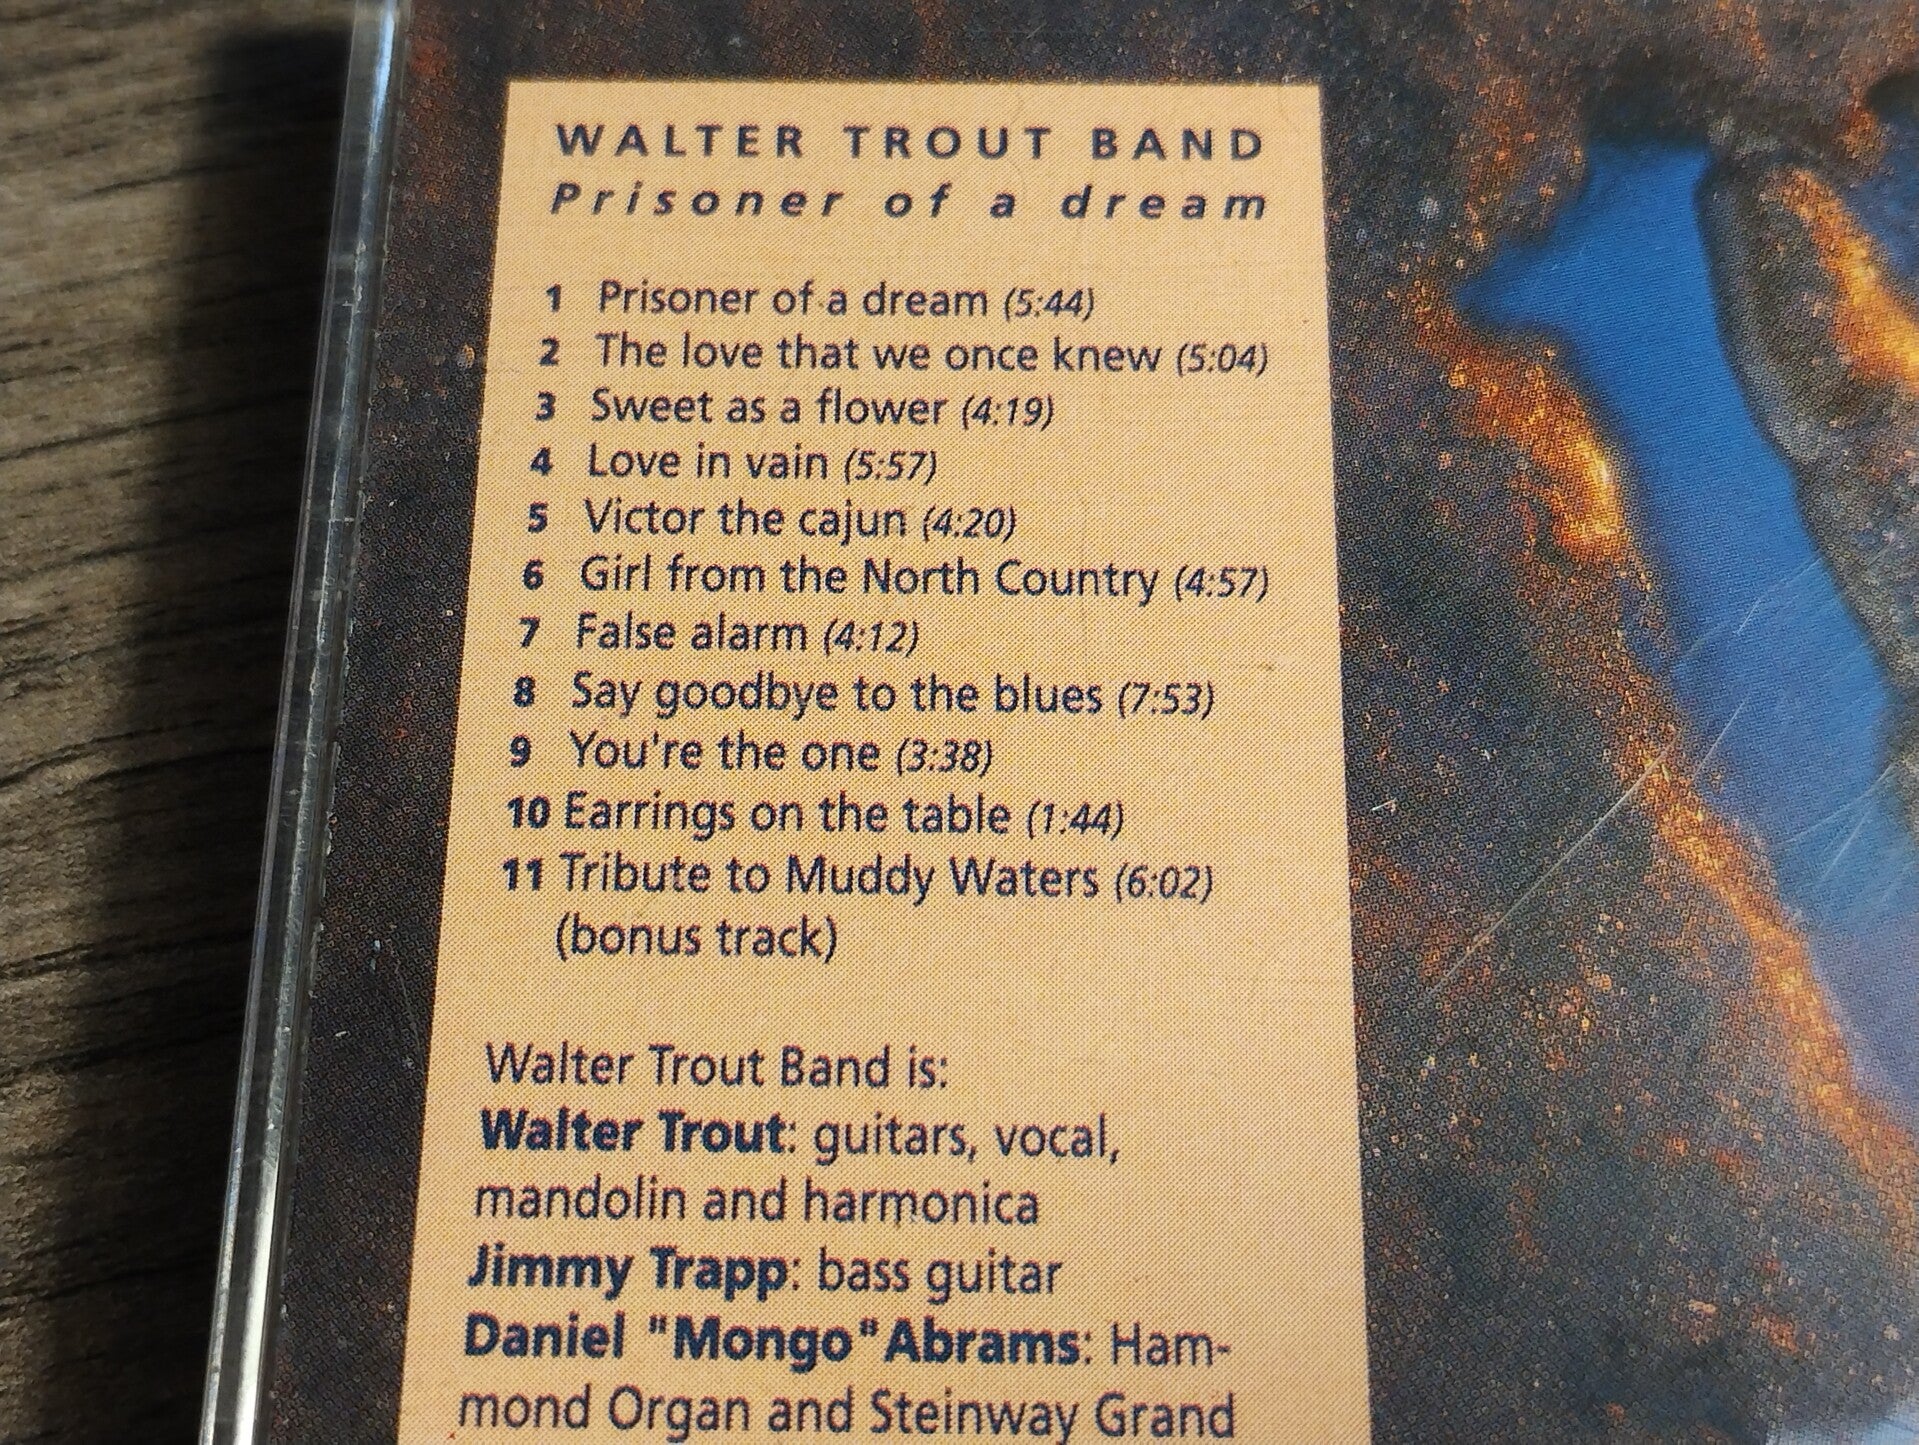 WALTER TROUT BAND
Prisoner of a dream
1 Prisoner of a dream (5:44)
2 The love that we once knew (5:04)
3 Sweet as a flower (4:19)
4 Love in vain (5:57)
5 Victor the cajun (4:20)
6 Girl from the North Country (4:57)
7 False alarm (4:12)
8 Say goodbye to the blues (7:53)
9 You're the one (3:38)
10 Earrings on the table (1:44)
11 Tribute to Muddy Waters (6:02)
(bonus track)
Walter Trout Band is:
Walter Trout: guitars, vocal,
mandolin and harmonica
Jimmy Trapp: bass guitar
Daniel "Mongo" Abrams: Ham-
mond Organ and Steinway Grand